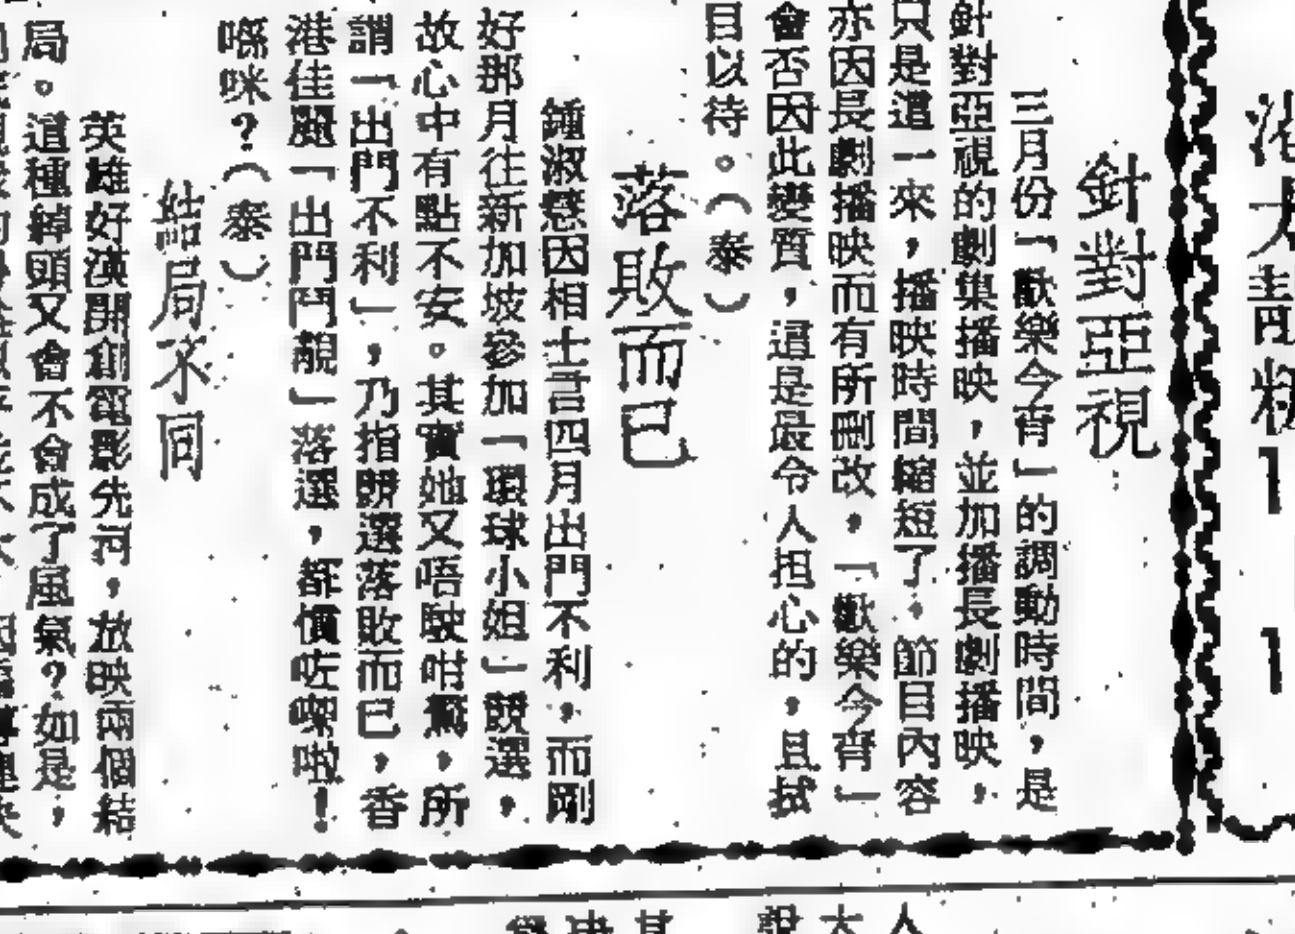 針對亞視
三月份「歡樂今宵」的調動時間，是
針對亞視的劇集播映，並加播長劇播映，
只是這一來，播映時間縮短了。節目內容
亦因長劇播映而有所刪改，「歡樂今宵」
會否因此變質，這是最令人担心的，且拭
目以待。（泰）
落敗而已
鍾淑慧因相士言四月出門不利，而剛
好那月往新加坡參加「環球小姐」競選，
故心中有點不安。其實她又唔駛咁驚，所
謂「出門不利」，乃指競選落敗而已，香
港佳麗「出門鬥靚」落選，都慣咗㗎啦！
喺咪？（泰）
結局不同
英雄好漢開創電影先河，放映兩個結
局。這種綽頭又會不會成了風氣？如是，